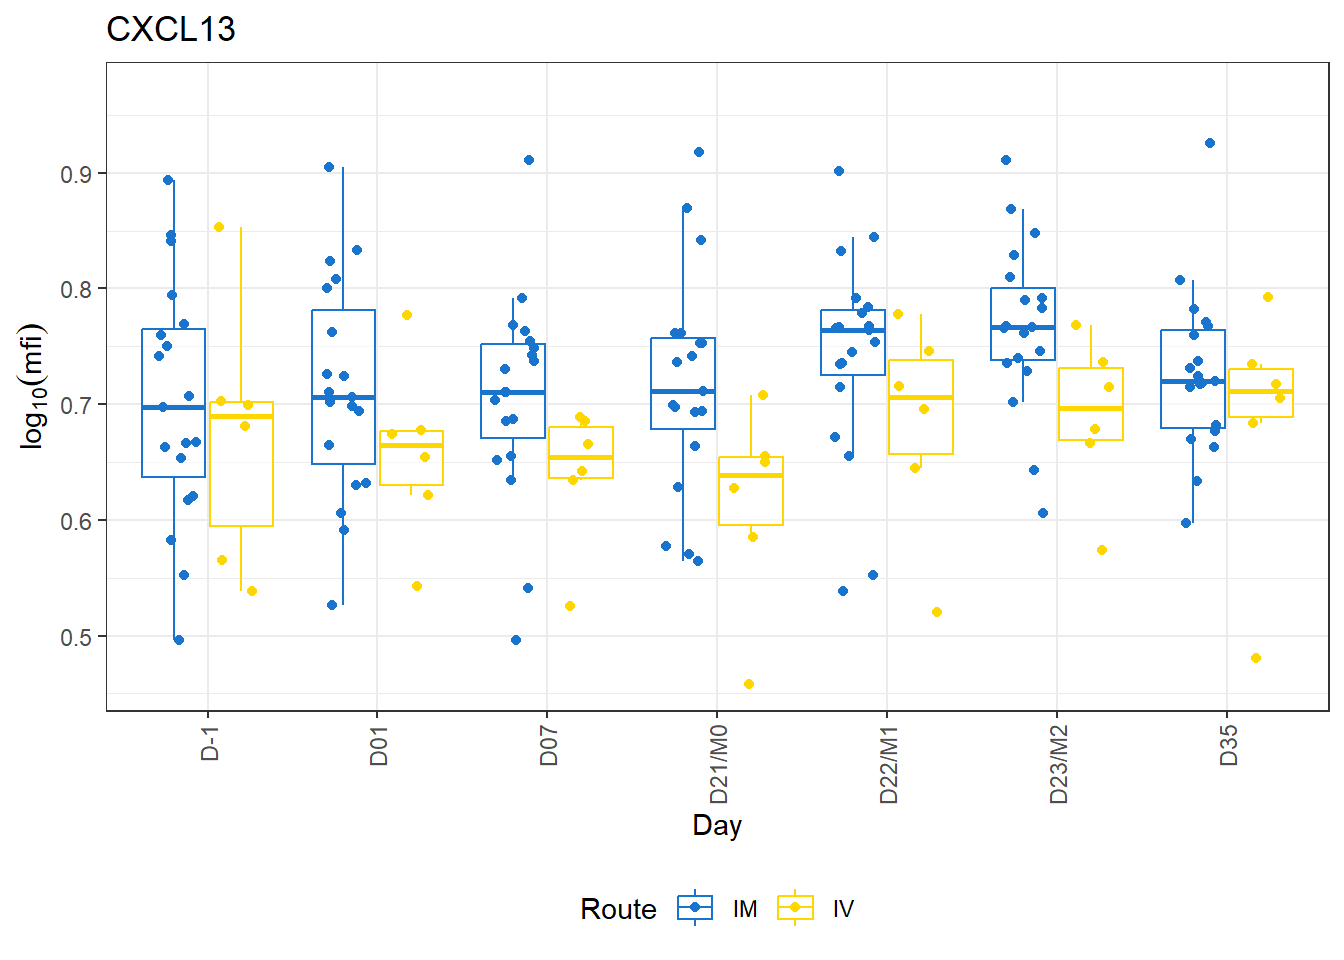 CXCL13
log10(mfi)
0.9
0.8
0.7
0.6
0.5
D-1
D01
D07
D21/M0
D22/M1
D23/M2
D35
Day
Route IM IV